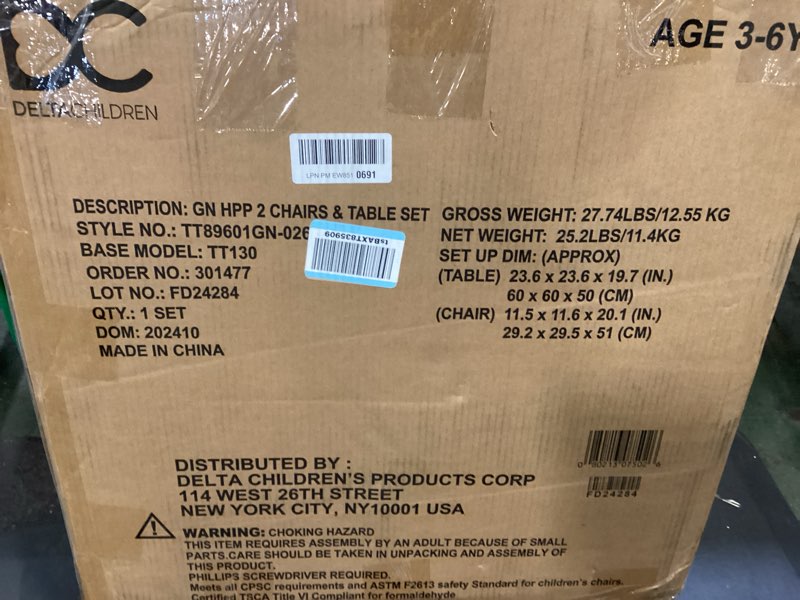 DC
AGE 3-6Y
DELTACHILDREN
LPN PM EW851 0691
DESCRIPTION: GN HPP 2 CHAIRS & TABLE SET
STYLE NO.: TT89601GN-026
tsBAXT835909
BASE MODEL: TT130
ORDER NO.: 301477
LOT NO.: FD24284
QTY.: 1 SET
DOM: 202410
MADE IN CHINA
GROSS WEIGHT: 27.74LBS/12.55 KG
NET WEIGHT: 25.2LBS/11.4KG
SET UP DIM: (APPROX)
(TABLE) 23.6 x 23.6 x 19.7 (IN.)
60 x 60 x 50 (CM)
(CHAIR) 11.5 x 11.6 x 20.1 (IN.)
29.2 x 29.5 x 51 (CM)
0 80213 07302 6
FD24284
DISTRIBUTED BY :
DELTA CHILDREN'S PRODUCTS CORP
114 WEST 26TH STREET
NEW YORK CITY, NY10001 USA
WARNING: CHOKING HAZARD
THIS ITEM REQUIRES ASSEMBLY BY AN ADULT BECAUSE OF SMALL
PARTS.CARE SHOULD BE TAKEN IN UNPACKING AND ASSEMBLY OF
THIS PRODUCT.
PHILLIPS SCREWDRIVER REQUIRED.
Meets all CPSC requirements and ASTM F2613 safety Standard for children's chairs.
Certified TSCA Title VI Compliant for formaldehyde